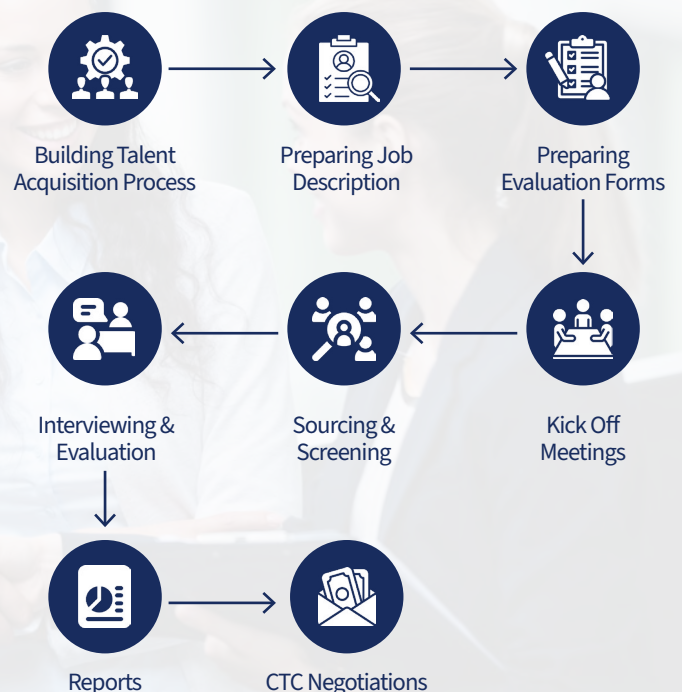 Building Talent
Acquisition Process
Preparing Job
Description
Preparing
Evaluation Forms
Kick Off
Meetings
Sourcing &
Screening
Interviewing &
Evaluation
Reports
CTC Negotiations